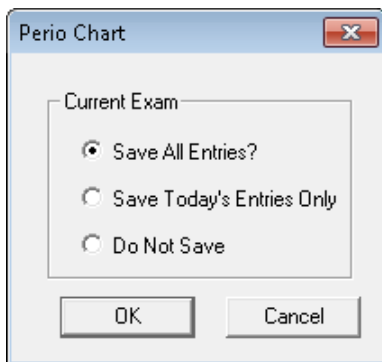 Perio Chart
Current Exam
Save All Entries?
Save Today's Entries Only
Do Not Save
OK Cancel